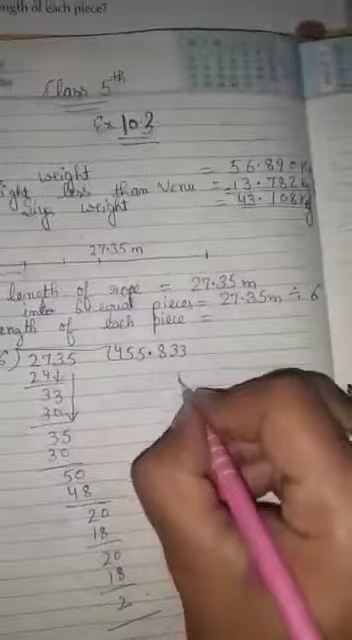 ngth of each piece?
Class 5th
Ex 10.3
weight = 56.890 kg
ight less than Venu = 13.782 kg
Siya weight = 43.108 kg
27.35 m
length of rope = 27.35 m
into 6 equal pieces = 27.35 m ÷ 6
ength of each piece =
6) 2735 (455.833
24↓
33
30↓
35
30
50
48
20
18
20
18
2